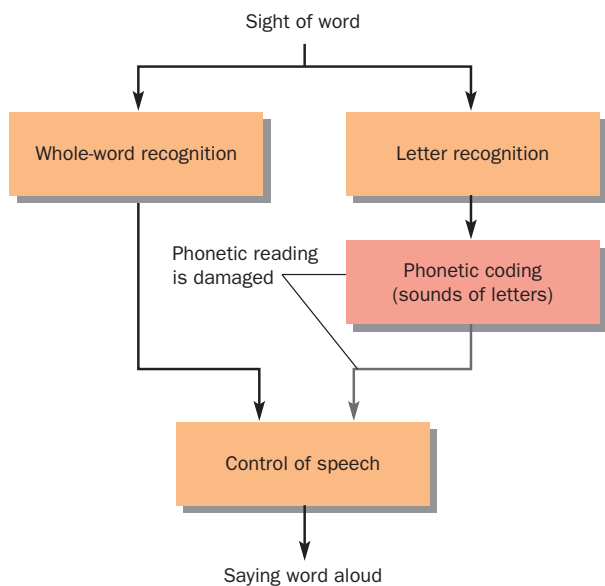 Sight of word
Whole-word recognition
Letter recognition
Phonetic reading
is damaged
Phonetic coding
(sounds of letters)
Control of speech
Saying word aloud